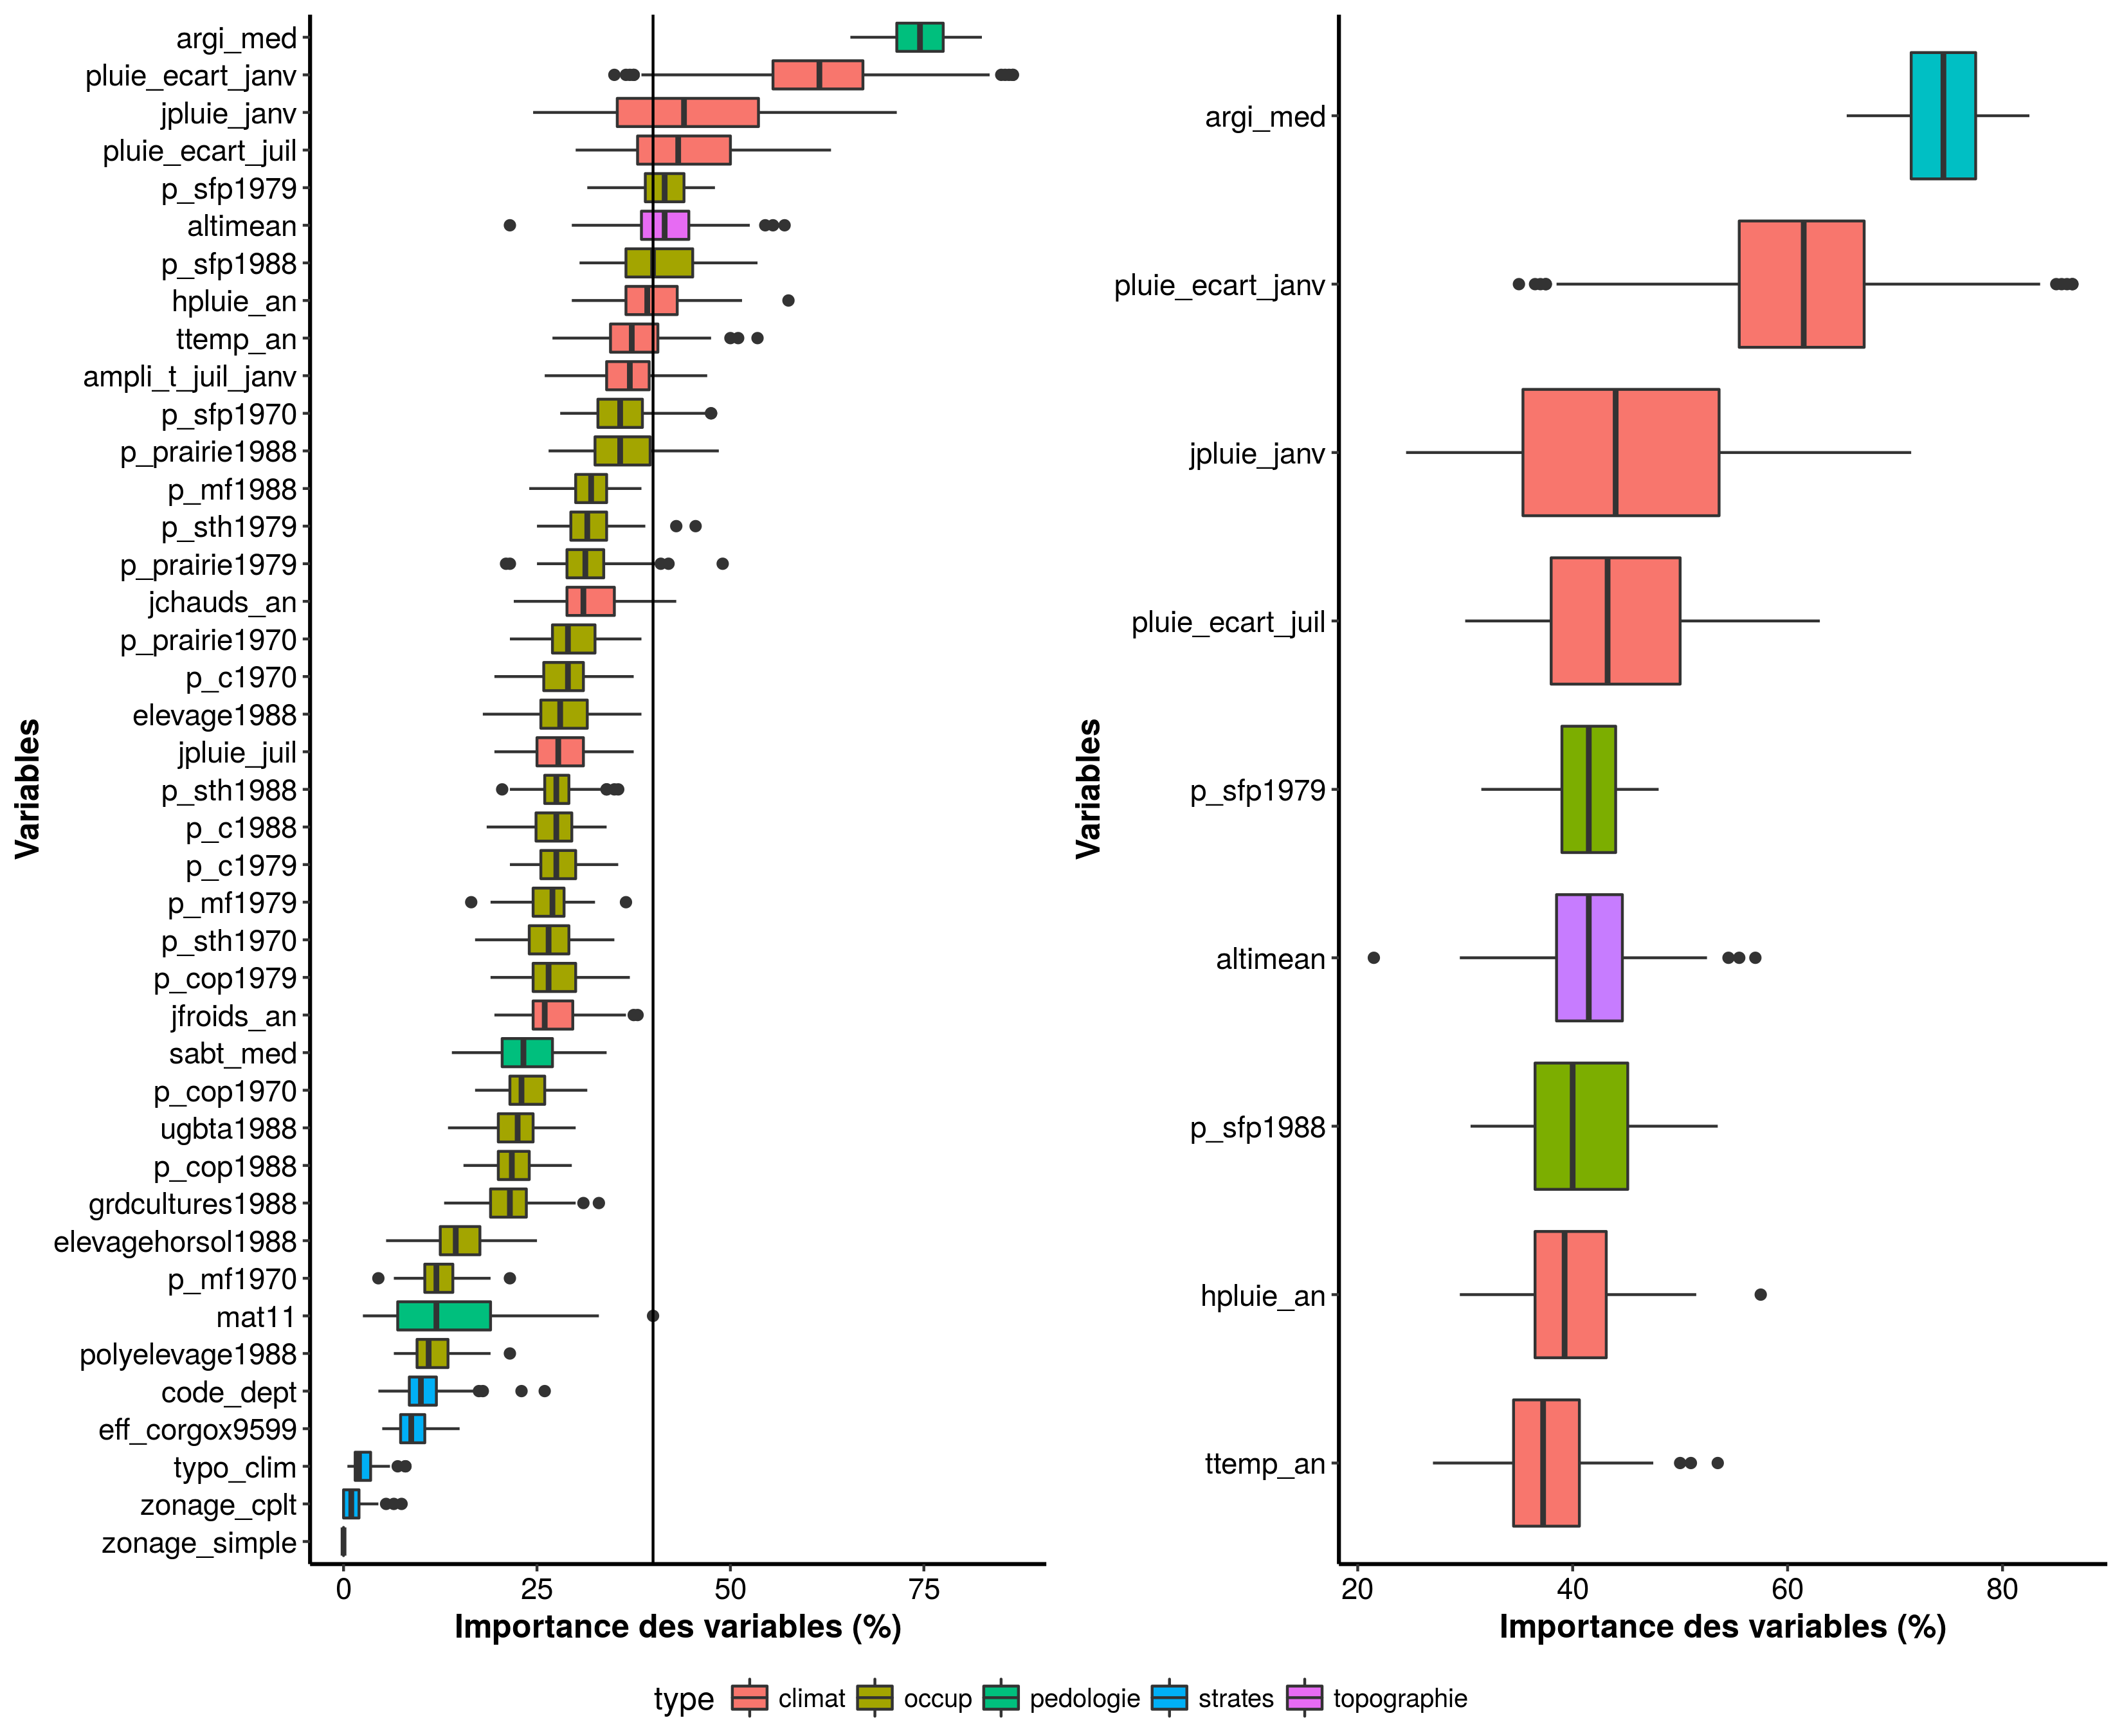 argi_med
pluie_ecart_janv
jpluie_janv
pluie_ecart_juil
p_sfp1979
altimean
p_sfp1988
hpluie_an
ttemp_an
ampli_t_juil_janv
p_sfp1970
p_prairie1988
p_mf1988
p_sth1979
p_prairie1979
jchauds_an
p_prairie1970
p_c1970
elevage1988
jpluie_juil
p_sth1988
p_c1988
p_c1979
p_mf1979
p_sth1970
p_cop1979
jfroids_an
sabt_med
p_cop1970
ugbta1988
p_cop1988
grdcultures1988
elevagehorsol1988
p_mf1970
mat11
polyelevage1988
code_dept
eff_corgox9599
typo_clim
zonage_cplt
zonage_simple
Variables
0 25 50 75
Importance des variables (%)
argi_med
pluie_ecart_janv
jpluie_janv
pluie_ecart_juil
p_sfp1979
altimean
p_sfp1988
hpluie_an
ttemp_an
Variables
20 40 60 80
Importance des variables (%)
type climat occup pedologie strates topographie